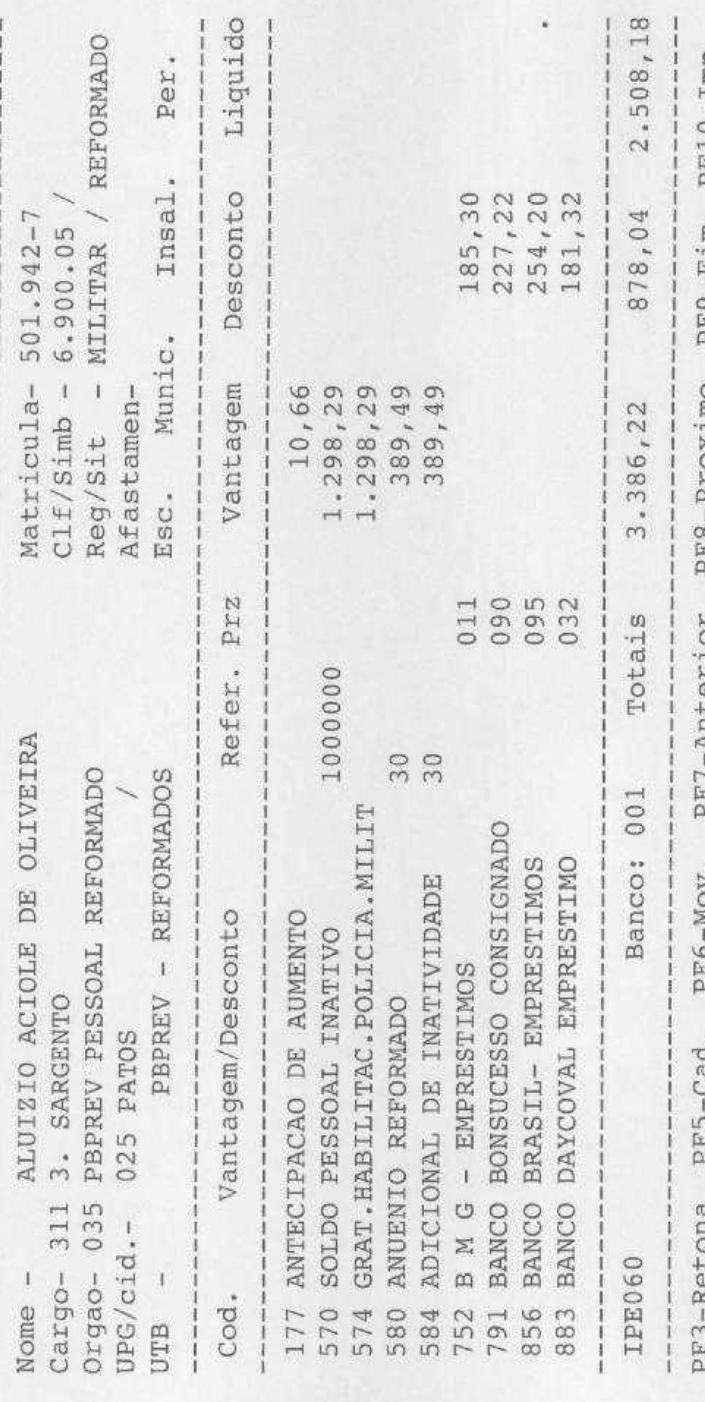 Nome - ALUIZIO ACIOLE DE OLIVEIRA Matricula- 501.942-7
Cargo- 311 3. SARGENTO Clf/Simb - 6.900.05 /
Orgao- 035 PBPREV PESSOAL REFORMADO Reg/Sit - MILITAR / REFORMADO
UPG/cid.- 025 PATOS / Afastamen-
UTB - PBPREV - REFORMADOS Esc. Munic. Insal. Per.
Cod. Vantagem/Desconto Refer. Prz Vantagem Desconto Liquido
177 ANTECIPACAO DE AUMENTO 10,66
570 SOLDO PESSOAL INATIVO 1000000 1.298,29
574 GRAT.HABILITAC.POLICIA.MILIT 1.298,29
580 ANUENIO REFORMADO 30 389,49
584 ADICIONAL DE INATIVIDADE 30 389,49
752 B M G - EMPRESTIMOS 011 185,30
791 BANCO BONSUCESSO CONSIGNADO 090 227,22
856 BANCO BRASIL- EMPRESTIMOS 095 254,20
883 BANCO DAYCOVAL EMPRESTIMO 032 181,32
IPE060 Banco: 001 Totais 3.386,22 878,04 2.508,18
PF3-Retona PF5-Cad PF6-Mov PF7-Anterior PF8-Proximo PF9-Fim PF10-Imp